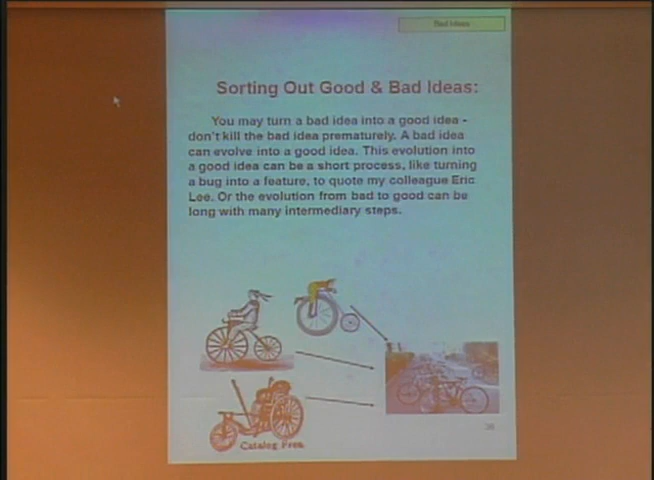 Bad Ideas
Sorting Out Good & Bad Ideas:
You may turn a bad idea into a good idea -
don't kill the bad idea prematurely. A bad idea
can evolve into a good idea. This evolution into
a good idea can be a short process, like turning
a bug into a feature, to quote my colleague Eric
Lee. Or the evolution from bad to good can be
long with many intermediary steps.
Catalog Free.
38